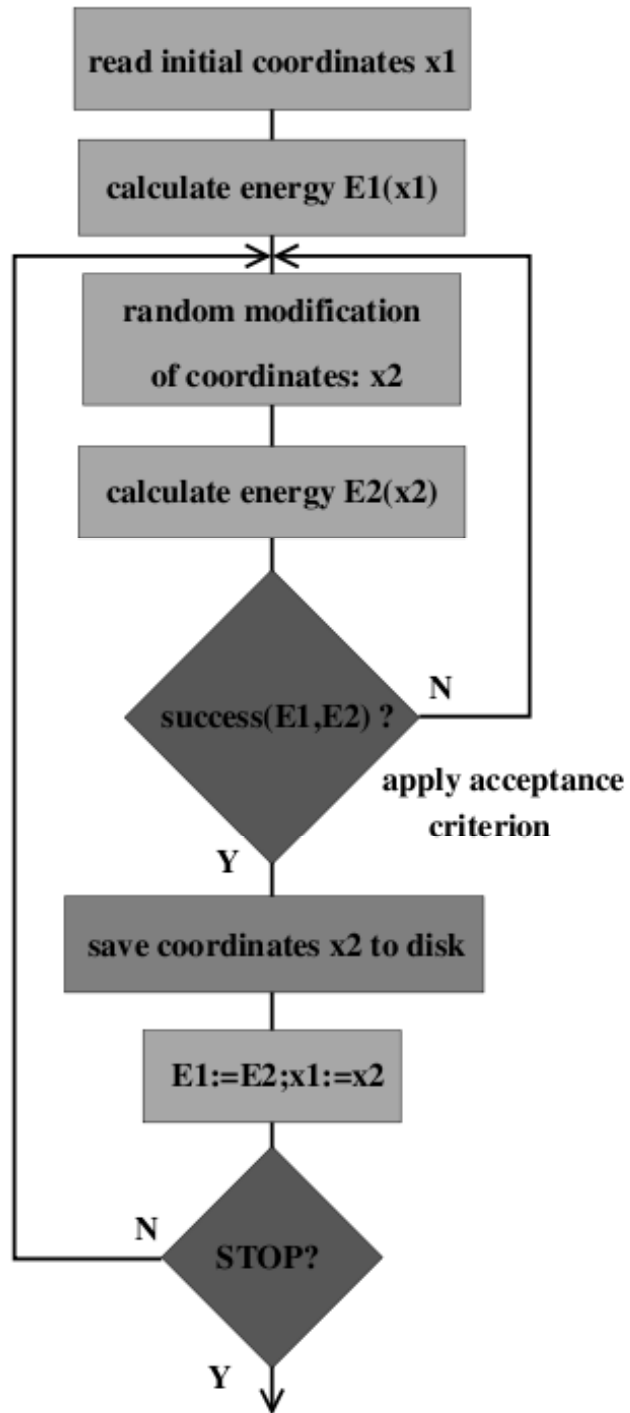 read initial coordinates x1
calculate energy E1(x1)
random modification
of coordinates: x2
calculate energy E2(x2)
N
success(E1,E2) ?
apply acceptance
criterion
Y
save coordinates x2 to disk
E1:=E2;x1:=x2
N
STOP?
Y